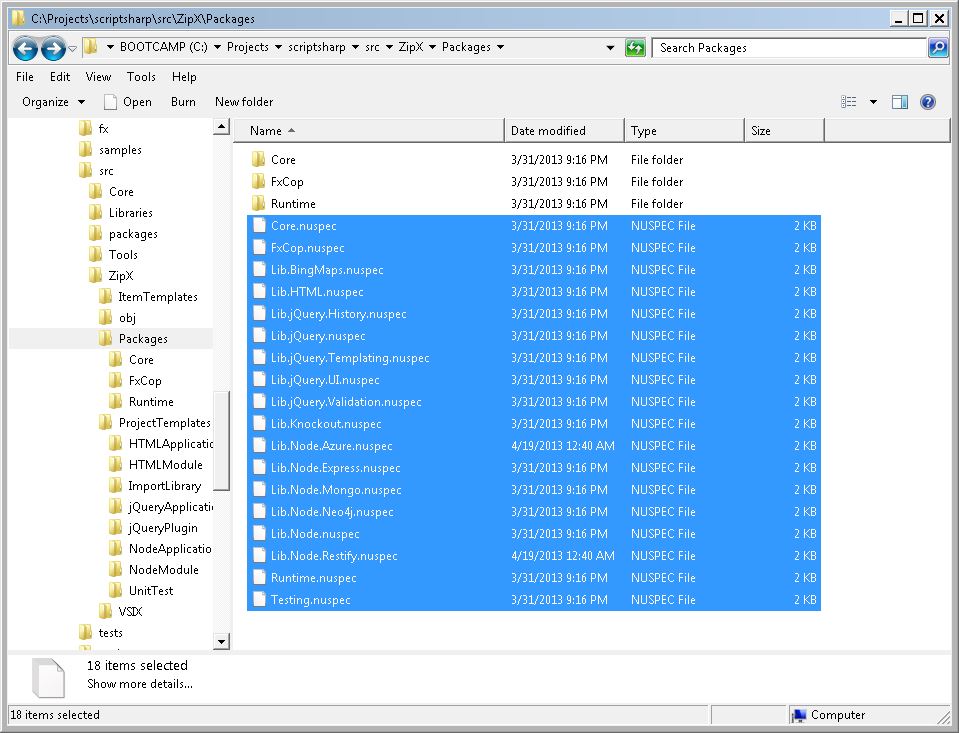 C:\Projects\scriptsharp\src\ZipX\Packages
BOOTCAMP (C:) Projects scriptsharp src ZipX Packages
Search Packages
File Edit View Tools Help
Organize Open Burn New folder
fx
samples
src
Core
Libraries
packages
Tools
ZipX
ItemTemplates
obj
Packages
Core
FxCop
Runtime
ProjectTemplates
HTMLApplicatic
HTMLModule
ImportLibrary
jQueryApplicati
jQueryPlugin
NodeApplicatio
NodeModule
UnitTest
VSIX
tests
Name Date modified Type Size
Core 3/31/2013 9:16 PM File folder
FxCop 3/31/2013 9:16 PM File folder
Runtime 3/31/2013 9:16 PM File folder
Core.nuspec 3/31/2013 9:16 PM NUSPEC File 2 KB
FxCop.nuspec 3/31/2013 9:16 PM NUSPEC File 2 KB
Lib.BingMaps.nuspec 3/31/2013 9:16 PM NUSPEC File 2 KB
Lib.HTML.nuspec 3/31/2013 9:16 PM NUSPEC File 2 KB
Lib.jQuery.History.nuspec 3/31/2013 9:16 PM NUSPEC File 2 KB
Lib.jQuery.nuspec 3/31/2013 9:16 PM NUSPEC File 2 KB
Lib.jQuery.Templating.nuspec 3/31/2013 9:16 PM NUSPEC File 2 KB
Lib.jQuery.UI.nuspec 3/31/2013 9:16 PM NUSPEC File 2 KB
Lib.jQuery.Validation.nuspec 3/31/2013 9:16 PM NUSPEC File 2 KB
Lib.Knockout.nuspec 3/31/2013 9:16 PM NUSPEC File 2 KB
Lib.Node.Azure.nuspec 4/19/2013 12:40 AM NUSPEC File 2 KB
Lib.Node.Express.nuspec 3/31/2013 9:16 PM NUSPEC File 2 KB
Lib.Node.Mongo.nuspec 3/31/2013 9:16 PM NUSPEC File 2 KB
Lib.Node.Neo4j.nuspec 3/31/2013 9:16 PM NUSPEC File 2 KB
Lib.Node.nuspec 3/31/2013 9:16 PM NUSPEC File 2 KB
Lib.Node.Restify.nuspec 4/19/2013 12:40 AM NUSPEC File 2 KB
Runtime.nuspec 3/31/2013 9:16 PM NUSPEC File 2 KB
Testing.nuspec 3/31/2013 9:16 PM NUSPEC File 2 KB
18 items selected
Show more details...
18 items selected
Computer